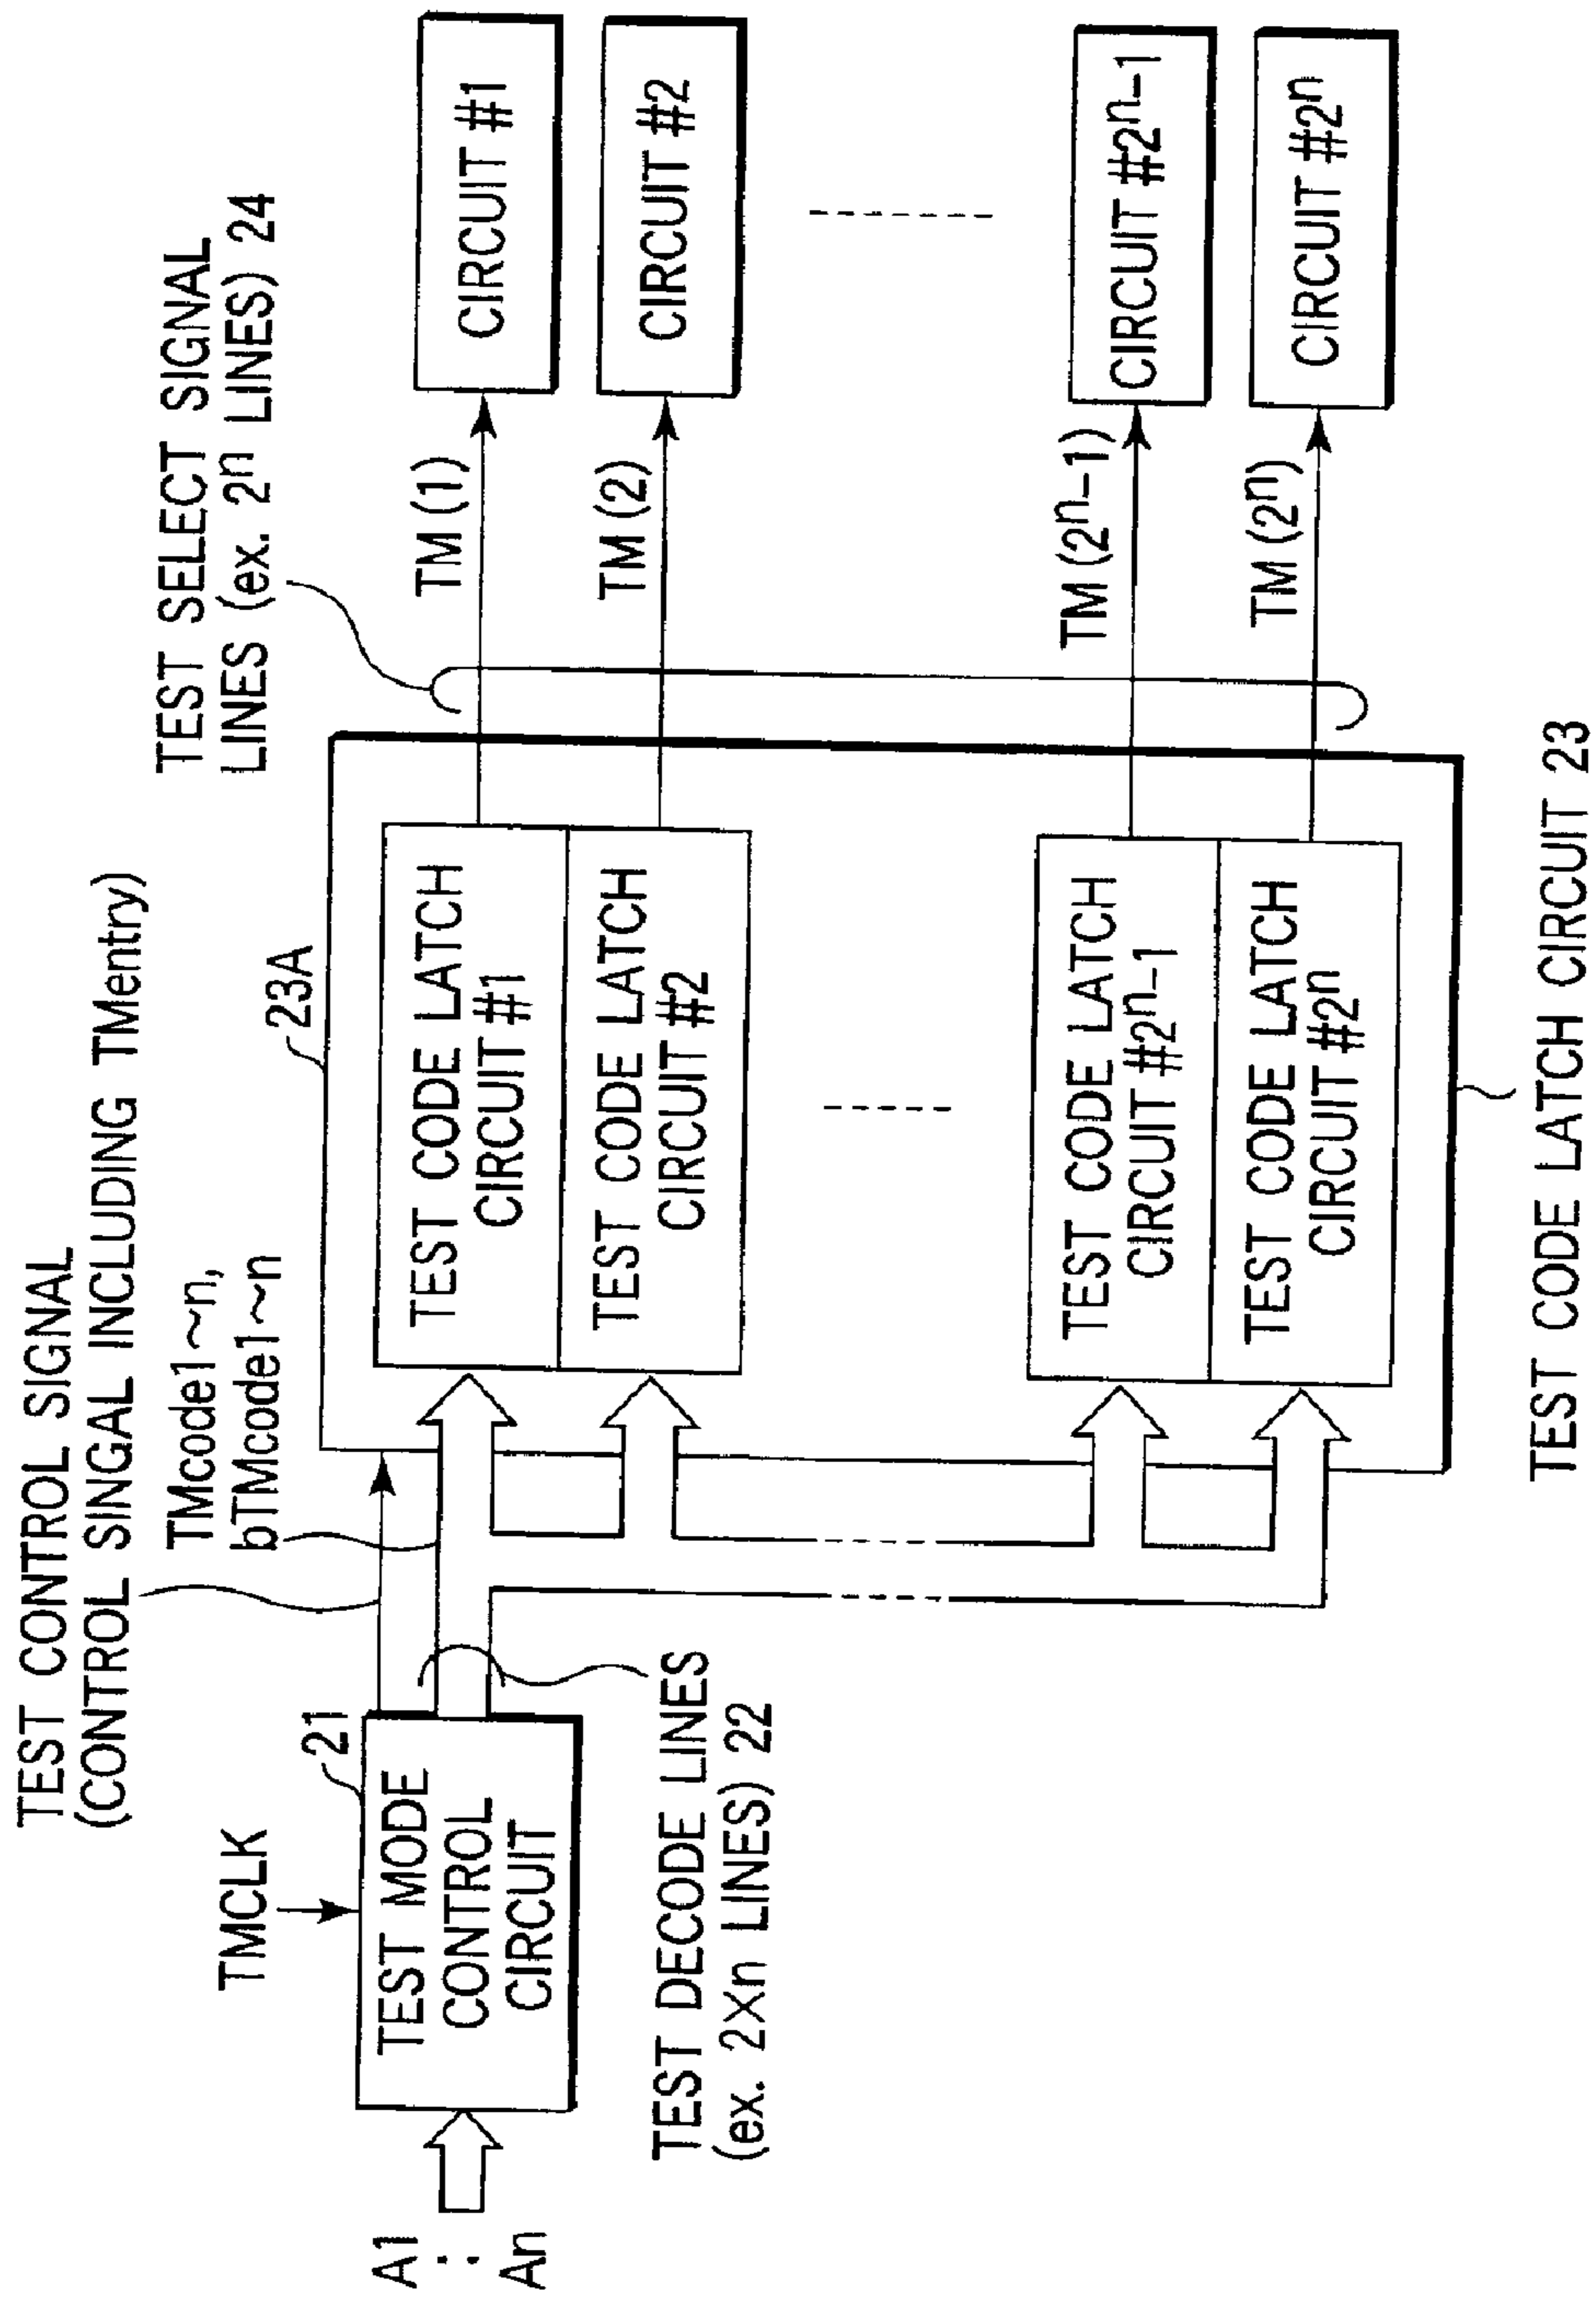 TEST CONTROL SIGNAL
(CONTROL SINGAL INCLUDING TMentry)
TMcode1~n,
bTMcode1~n
23A
TEST SELECT SIGNAL
LINES (ex. 2ⁿ LINES) 24
TMCLK
21
A1
:
An
TEST MODE
CONTROL
CIRCUIT
TEST DECODE LINES
(ex. 2×n LINES) 22
TEST CODE LATCH
CIRCUIT #1
TEST CODE LATCH
CIRCUIT #2
TEST CODE LATCH
CIRCUIT #2ⁿ-1
TEST CODE LATCH
CIRCUIT #2ⁿ
TEST CODE LATCH CIRCUIT 23
TM (1)
TM (2)
TM (2ⁿ-1)
TM (2ⁿ)
CIRCUIT #1
CIRCUIT #2
CIRCUIT #2ⁿ-1
CIRCUIT #2ⁿ